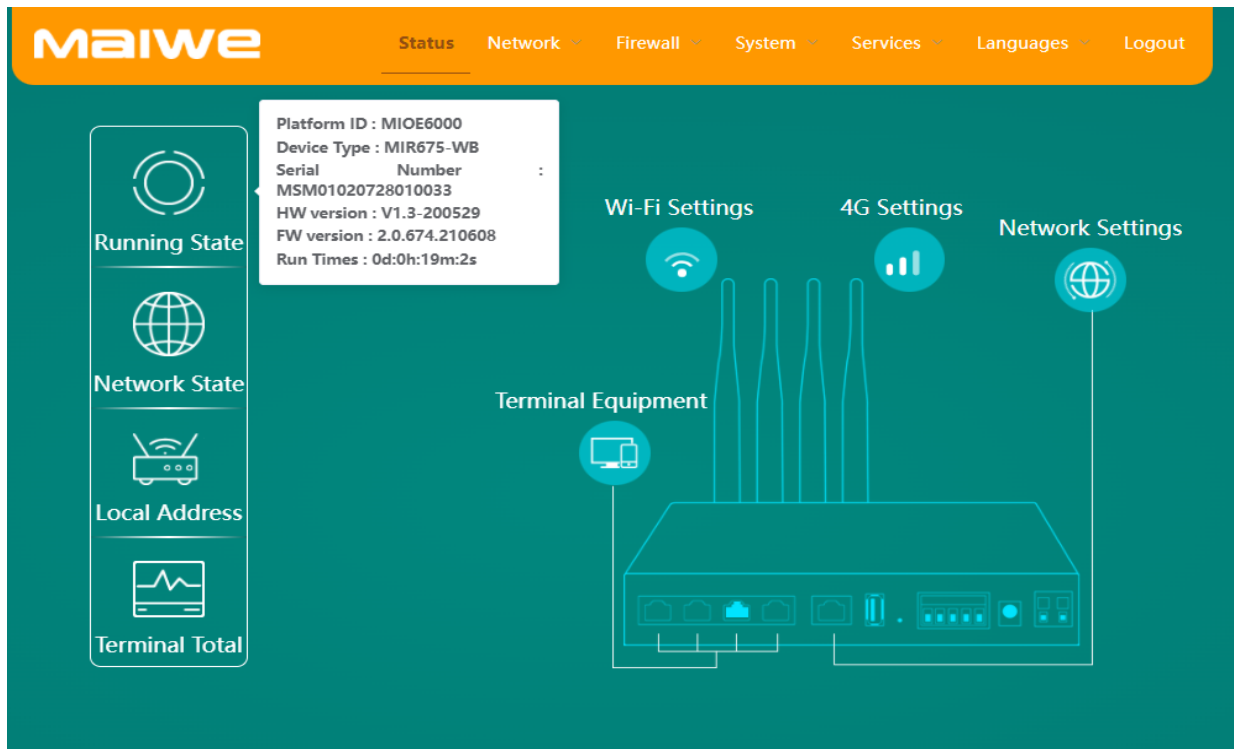 Maiwe
Status Network Firewall System Services Languages Logout
Platform ID : MIOE6000
Device Type : MIR675-WB
Serial Number :
MSM01020728010033
HW version : V1.3-200529
FW version : 2.0.674.210608
Run Times : 0d:0h:19m:2s
Running State
Network State
Local Address
Terminal Total
Wi-Fi Settings
4G Settings
Network Settings
Terminal Equipment